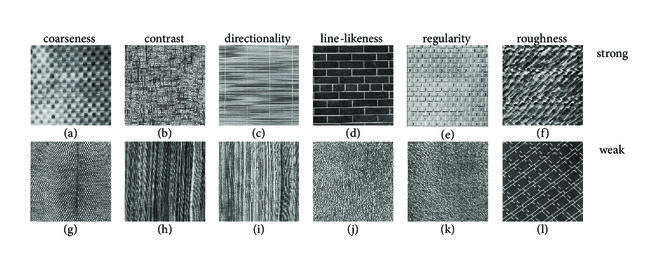 coarseness contrast directionality line-likeness regularity roughness
strong
(a) (b) (c) (d) (e) (f)
weak
(g) (h) (i) (j) (k) (l)